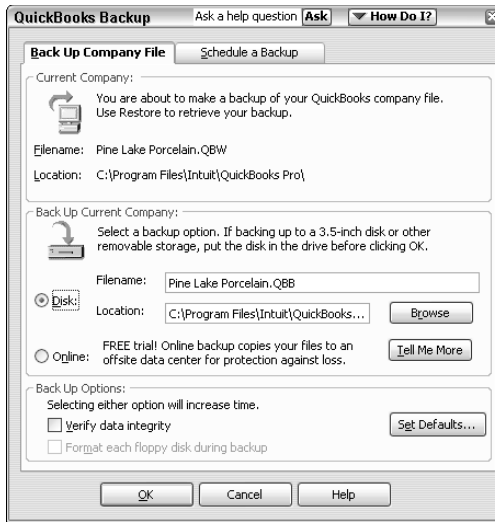 QuickBooks Backup Ask a help question Ask How Do I?
Back Up Company File Schedule a Backup
Current Company:
You are about to make a backup of your QuickBooks company file.
Use Restore to retrieve your backup.
Filename: Pine Lake Porcelain.QBW
Location: C:\Program Files\Intuit\QuickBooks Pro\
Back Up Current Company:
Select a backup option. If backing up to a 3.5-inch disk or other
removable storage, put the disk in the drive before clicking OK.
Disk:
Filename: Pine Lake Porcelain.QBB
Location: C:\Program Files\Intuit\QuickBooks... Browse
Online: FREE trial! Online backup copies your files to an
offsite data center for protection against loss.
Tell Me More
Back Up Options:
Selecting either option will increase time.
Verify data integrity
Set Defaults...
Format each floppy disk during backup
OK Cancel Help